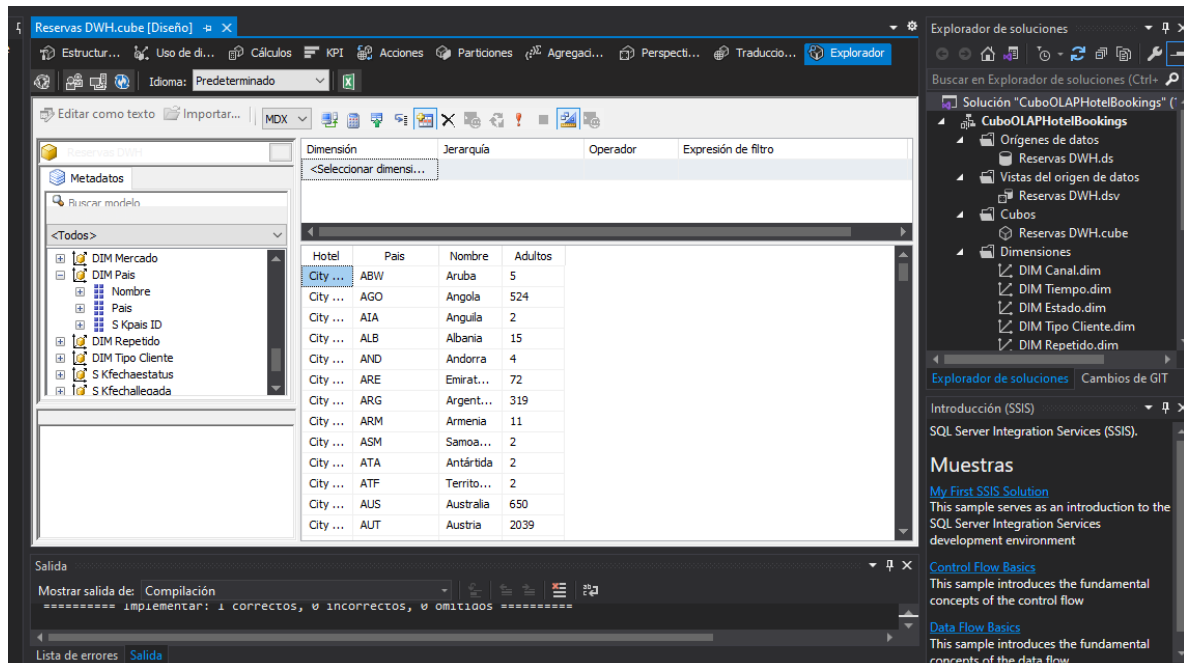 Reservas DWH.cube [Diseño]
Estructur... Uso de di... Cálculos KPI Acciones Particiones Agregaci... Perspecti... Traduccio... Explorador
Idioma: Predeterminado
Editar como texto Importar... MDX
Reservas DWH
Metadatos
Buscar modelo
<Todos>
DIM Mercado
DIM Pais
Nombre
Pais
S Kpais ID
DIM Repetido
DIM Tipo Cliente
S Kfechaestatus
S Kfechallegada
Dimensión Jerarquía Operador Expresión de filtro
<Seleccionar dimensi...
Hotel Pais Nombre Adultos
City ... ABW Aruba 5
City ... AGO Angola 524
City ... AIA Anguila 2
City ... ALB Albania 15
City ... AND Andorra 4
City ... ARE Emirat... 72
City ... ARG Argent... 319
City ... ARM Armenia 11
City ... ASM Samoa... 2
City ... ATA Antártida 2
City ... ATF Territo... 2
City ... AUS Australia 650
City ... AUT Austria 2039
Salida
Mostrar salida de: Compilación
========== Implementar: 1 correctos, 0 incorrectos, 0 omitidos ==========
Lista de errores Salida
Explorador de soluciones
Buscar en Explorador de soluciones (Ctrl+
Solución "CuboOLAPHotelBookings" (
CuboOLAPHotelBookings
Orígenes de datos
Reservas DWH.ds
Vistas del origen de datos
Reservas DWH.dsv
Cubos
Reservas DWH.cube
Dimensiones
DIM Canal.dim
DIM Tiempo.dim
DIM Estado.dim
DIM Tipo Cliente.dim
DIM Repetido.dim
Explorador de soluciones Cambios de GIT
Introducción (SSIS)
SQL Server Integration Services (SSIS).
Muestras
My First SSIS Solution
This sample serves as an introduction to the
SQL Server Integration Services
development environment
Control Flow Basics
This sample introduces the fundamental
concepts of the control flow
Data Flow Basics
This sample introduces the fundamental
concepts of the data flow